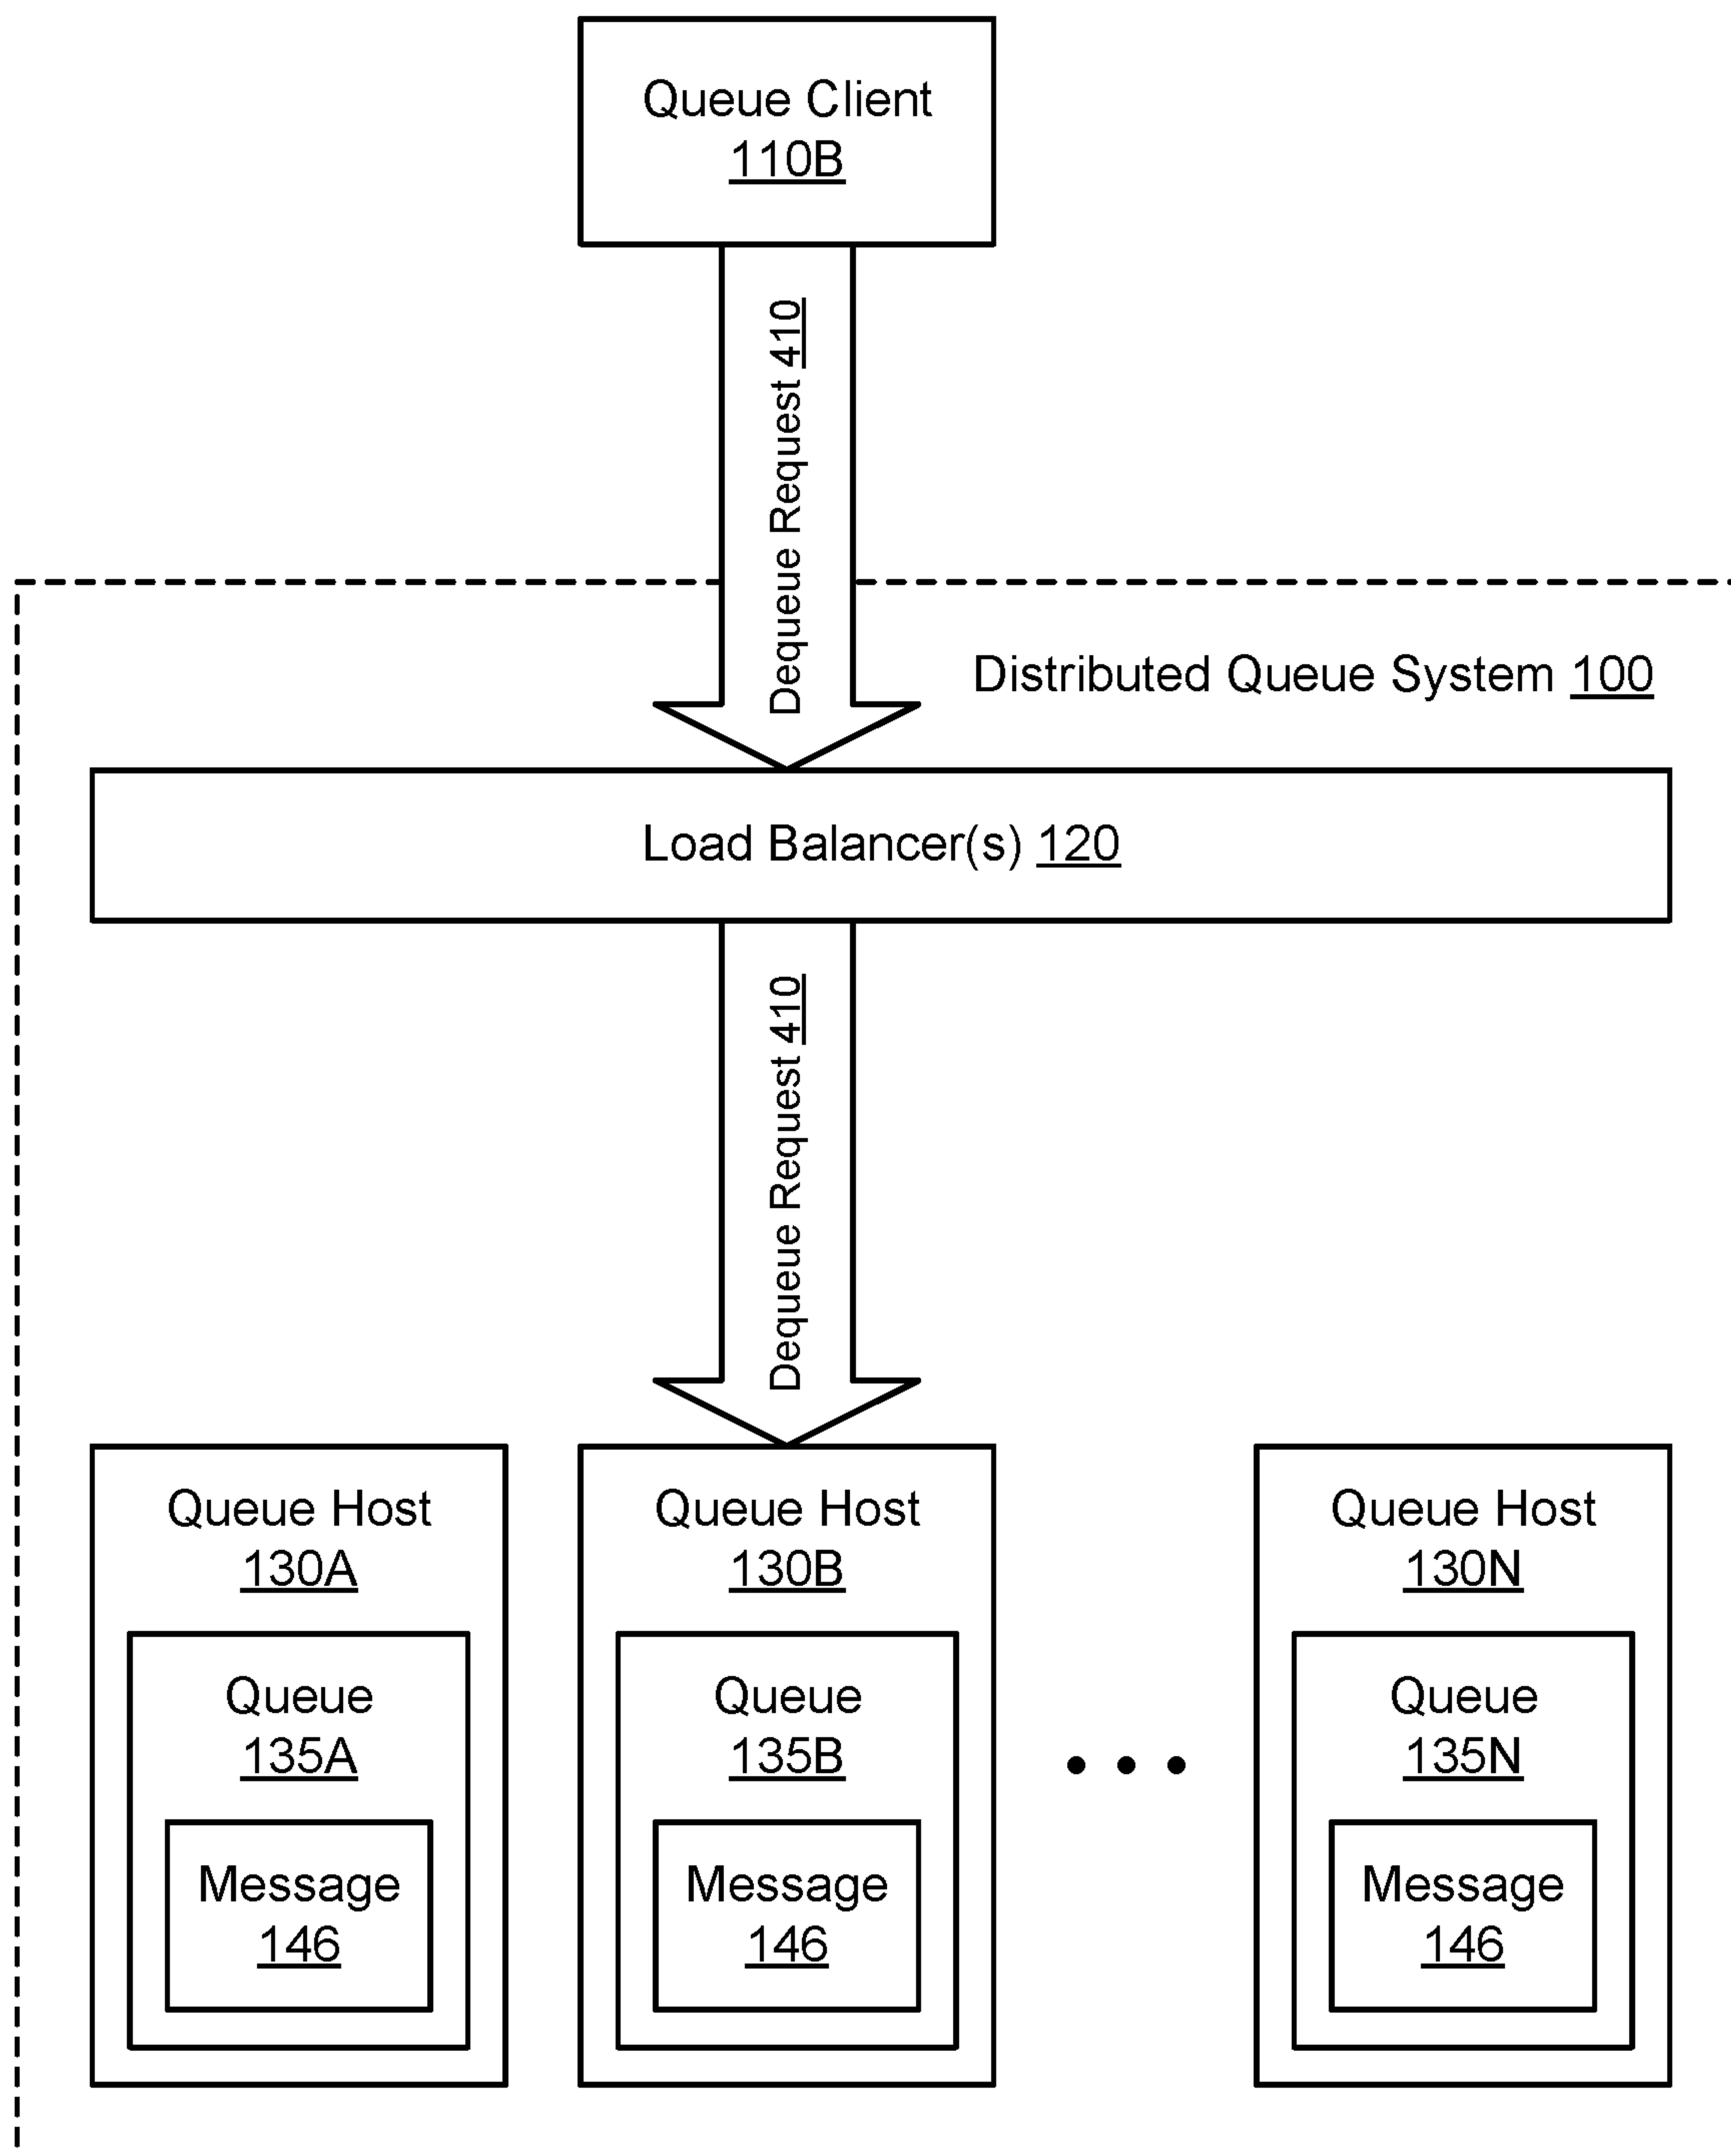 Queue Client
110B
Dequeue Request 410
Distributed Queue System 100
Load Balancer(s) 120
Dequeue Request 410
Queue Host
130A
Queue
135A
Message
146
Queue Host
130B
Queue
135B
Message
146
Queue Host
130N
Queue
135N
Message
146